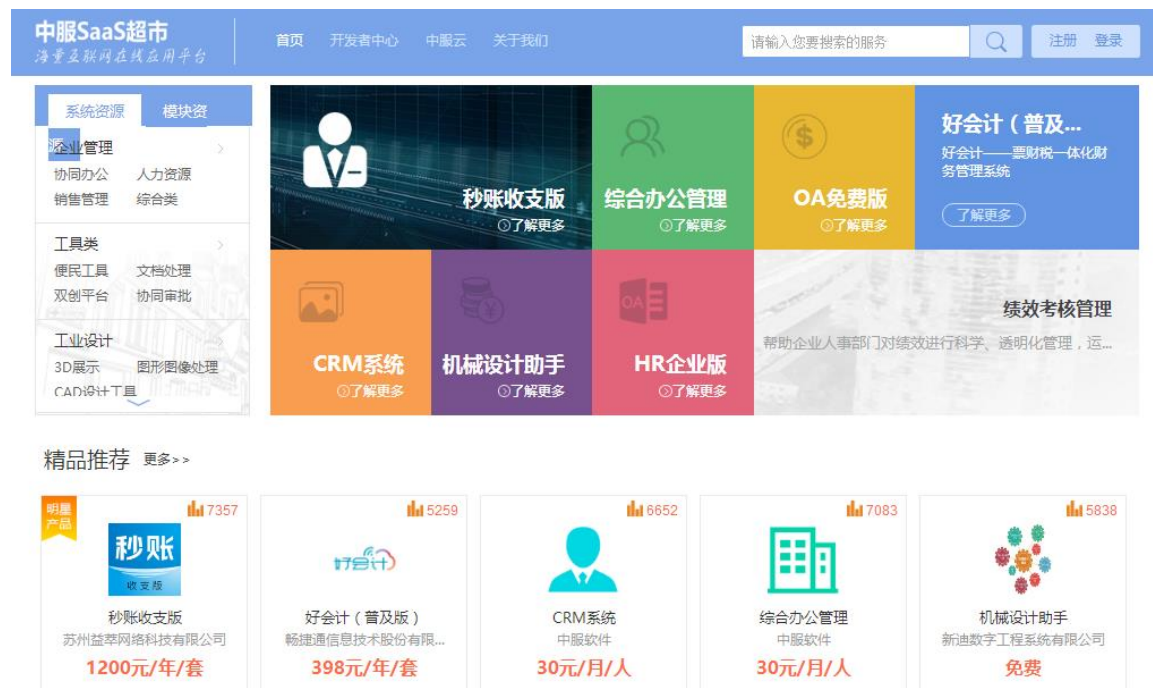 中服SaaS超市
海量互联网在线应用平台
首页 开发者中心 中服云 关于我们
请输入您要搜索的服务
注册 登录
系统资源 模块资
源
企业管理
协同办公 人力资源
销售管理 综合类
工具类
便民工具 文档处理
双创平台 协同审批
工业设计
3D展示 图形图像处理
CAD设计工具
秒账收支版
了解更多
综合办公管理
了解更多
OA免费版
了解更多
好会计（普及...
好会计——票财税一体化财
务管理系统
了解更多
CRM系统
了解更多
机械设计助手
了解更多
OA
HR企业版
了解更多
绩效考核管理
帮助企业人事部门对绩效进行科学、透明化管理，运...
精品推荐 更多>>
明星
产品
7357
秒账
收支版
秒账收支版
苏州益萃网络科技有限公司
1200元/年/套
5259
好会计
好会计（普及版）
畅捷通信息技术股份有限...
398元/年/套
6652
CRM系统
中服软件
30元/月/人
7083
综合办公管理
中服软件
30元/月/人
5838
机械设计助手
新迪数字工程系统有限公司
免费